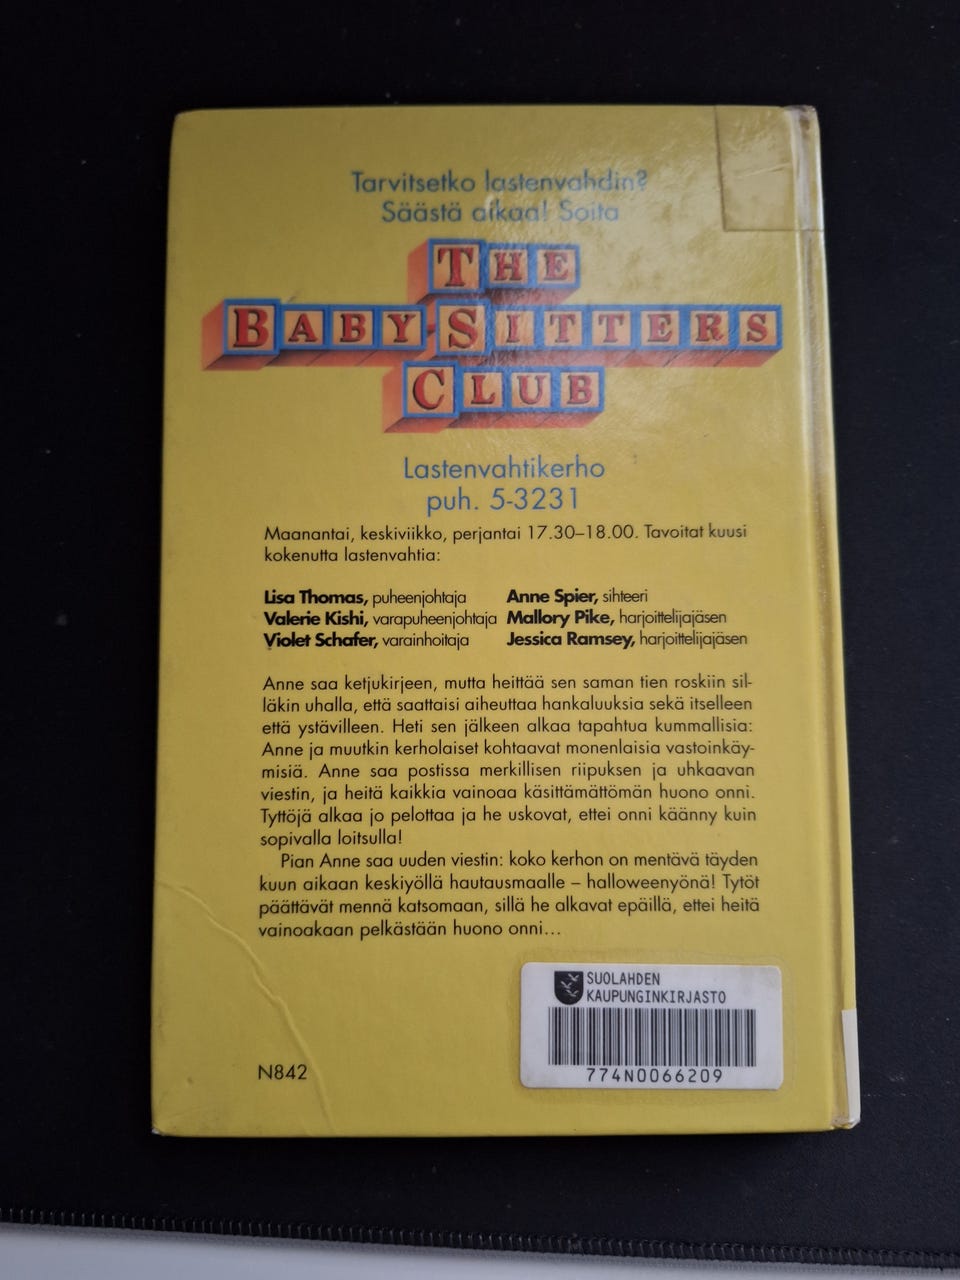 Tarvitsetko lastenvahdin?
Säästä aikaa! Soita
THE
BABY SITTERS
CLUB
Lastenvahtikerho
puh. 5-3231
Maanantai, keskiviikko, perjantai 17.30–18.00. Tavoitat kuusi
kokenutta lastenvahtia:
Lisa Thomas, puheenjohtaja Anne Spier, sihteeri
Valerie Kishi, varapuheenjohtaja Mallory Pike, harjoittelijajäsen
Violet Schafer, varainhoitaja Jessica Ramsey, harjoittelijajäsen
Anne saa ketjukirjeen, mutta heittää sen saman tien roskiin sil-
läkin uhalla, että saattaisi aiheuttaa hankaluuksia sekä itselleen
että ystävilleen. Heti sen jälkeen alkaa tapahtua kummallisia:
Anne ja muutkin kerholaiset kohtaavat monenlaisia vastoinkäy-
misiä. Anne saa postissa merkillisen riipuksen ja uhkaavan
viestin, ja heitä kaikkia vainoaa käsittämättömän huono onni.
Tyttöjä alkaa jo pelottaa ja he uskovat, ettei onni käänny kuin
sopivalla loitsulla!
Pian Anne saa uuden viestin: koko kerhon on mentävä täyden
kuun aikaan keskiyöllä hautausmaalle – halloweenyönä! Tytöt
päättävät mennä katsomaan, sillä he alkavat epäillä, ettei heitä
vainoakaan pelkästään huono onni...
SUOLAHDEN
KAUPUNGINKIRJASTO
774N0066209
N842